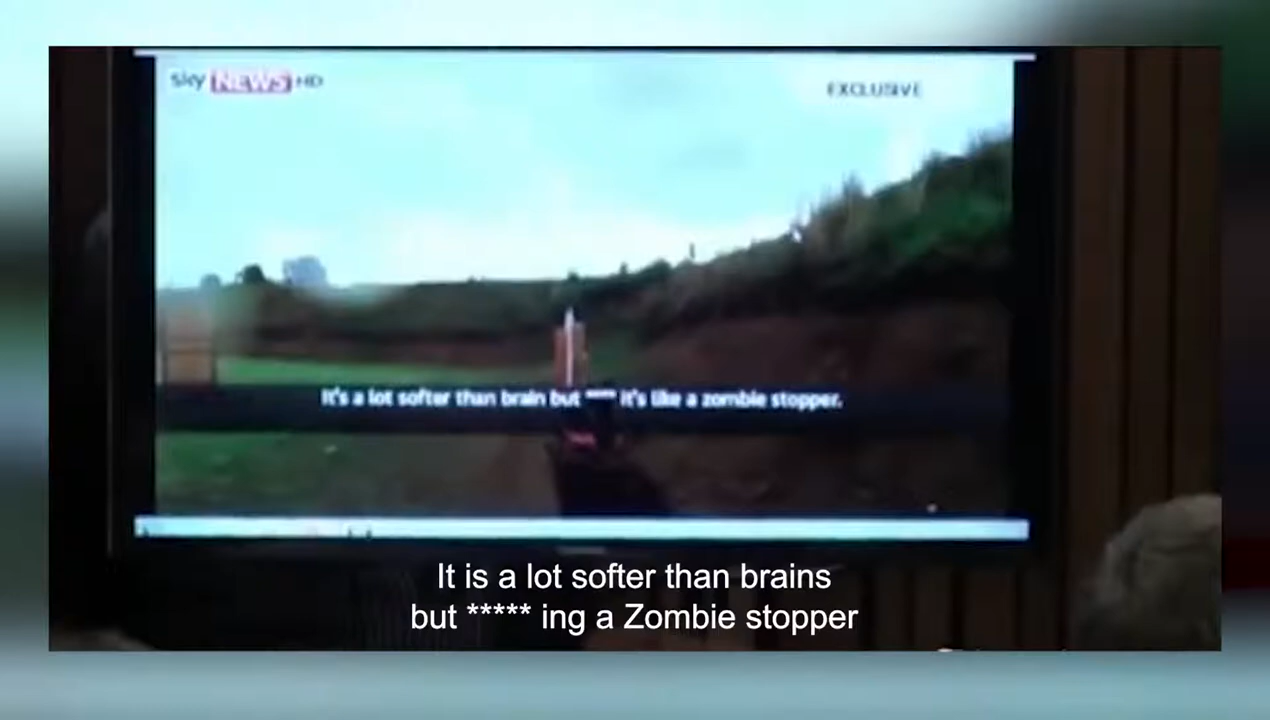 sky NEWS HD
EXCLUSIVE
It's a lot softer than brain but **** it's like a zombie stopper.
It is a lot softer than brains
but ***** ing a Zombie stopper